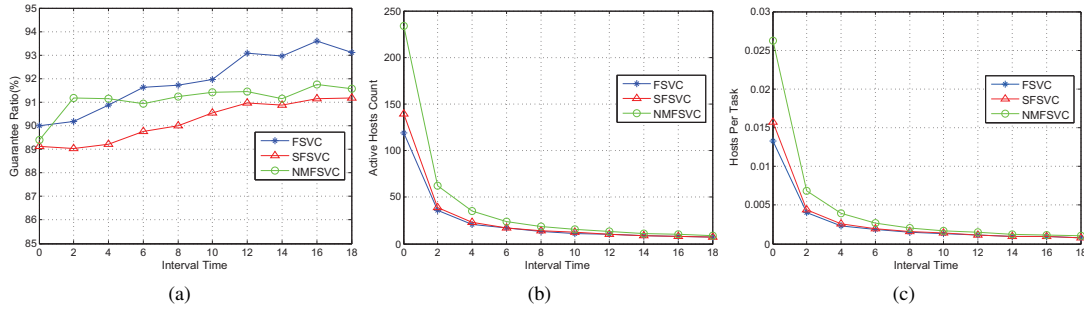 95
94
93
92
91
90
89
88
87
86
85
0 2 4 6 8 10 12 14 16 18
Guarantee Ratio(%)
Interval Time
FSVC
SFSVC
NMFSVC
(a)
250
200
150
100
50
0
0 2 4 6 8 10 12 14 16 18
Active Hosts Count
Interval Time
FSVC
SFSVC
NMFSVC
(b)
0.03
0.025
0.02
0.015
0.01
0.005
0
0 2 4 6 8 10 12 14 16 18
Hosts Per Task
Interval Time
FSVC
SFSVC
NMFSVC
(c)